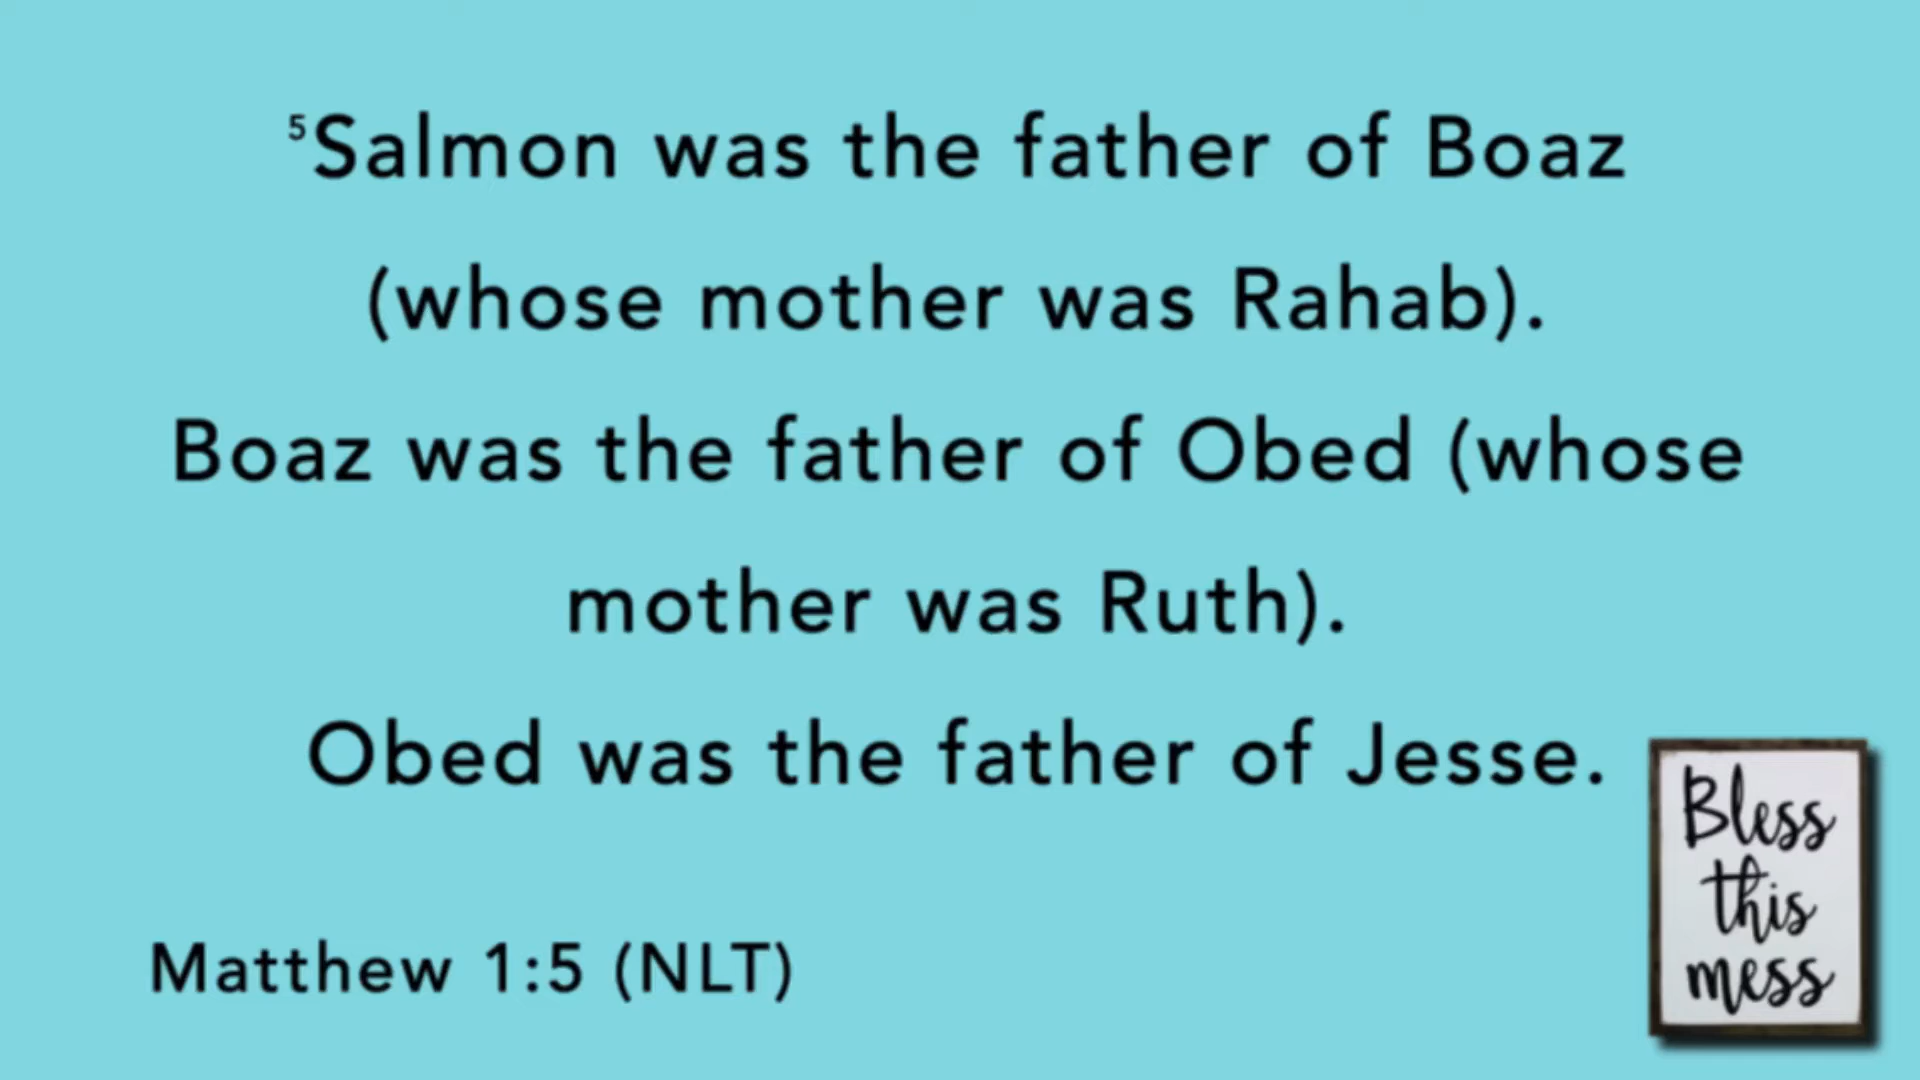 ⁵Salmon was the father of Boaz
(whose mother was Rahab).
Boaz was the father of Obed (whose
mother was Ruth).
Obed was the father of Jesse.
Matthew 1:5 (NLT)
Bless
this
mess